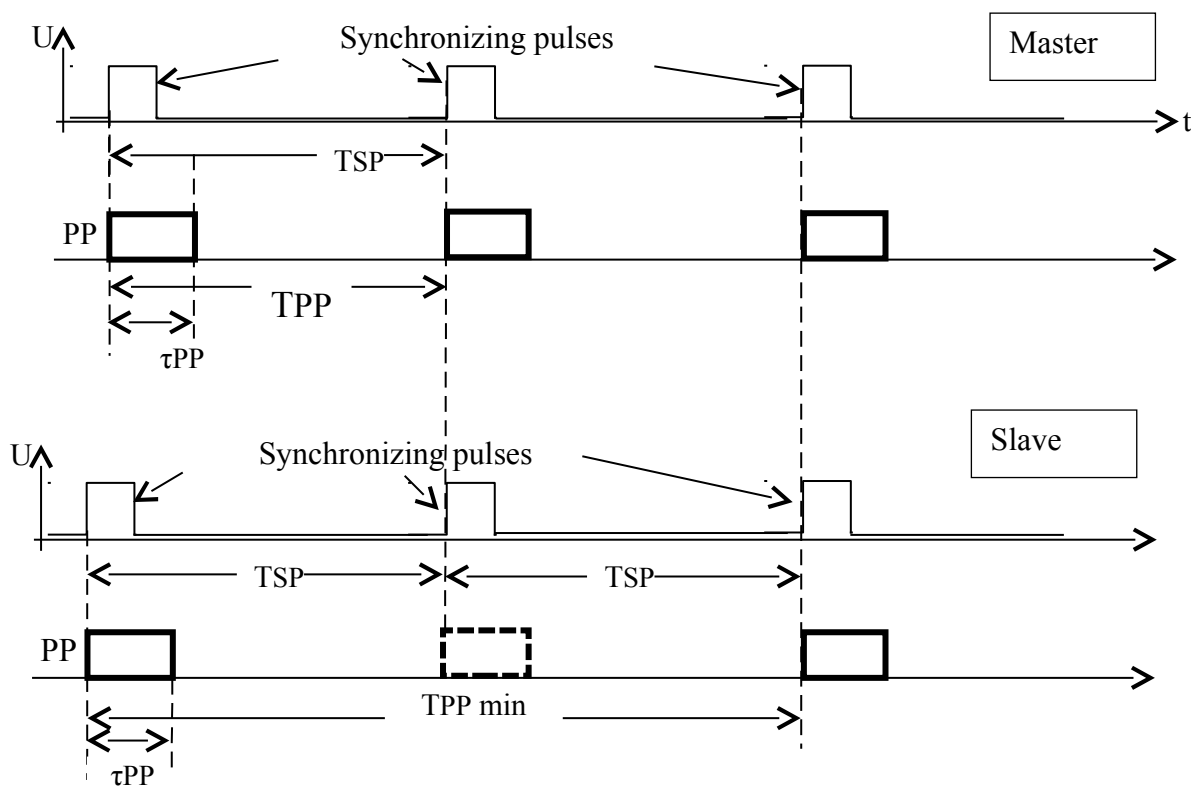 U
Synchronizing pulses
Master
t
TSP
PP
TPP
τPP
Slave
U
Synchronizing pulses
TSP
TSP
PP
TPP min
τPP